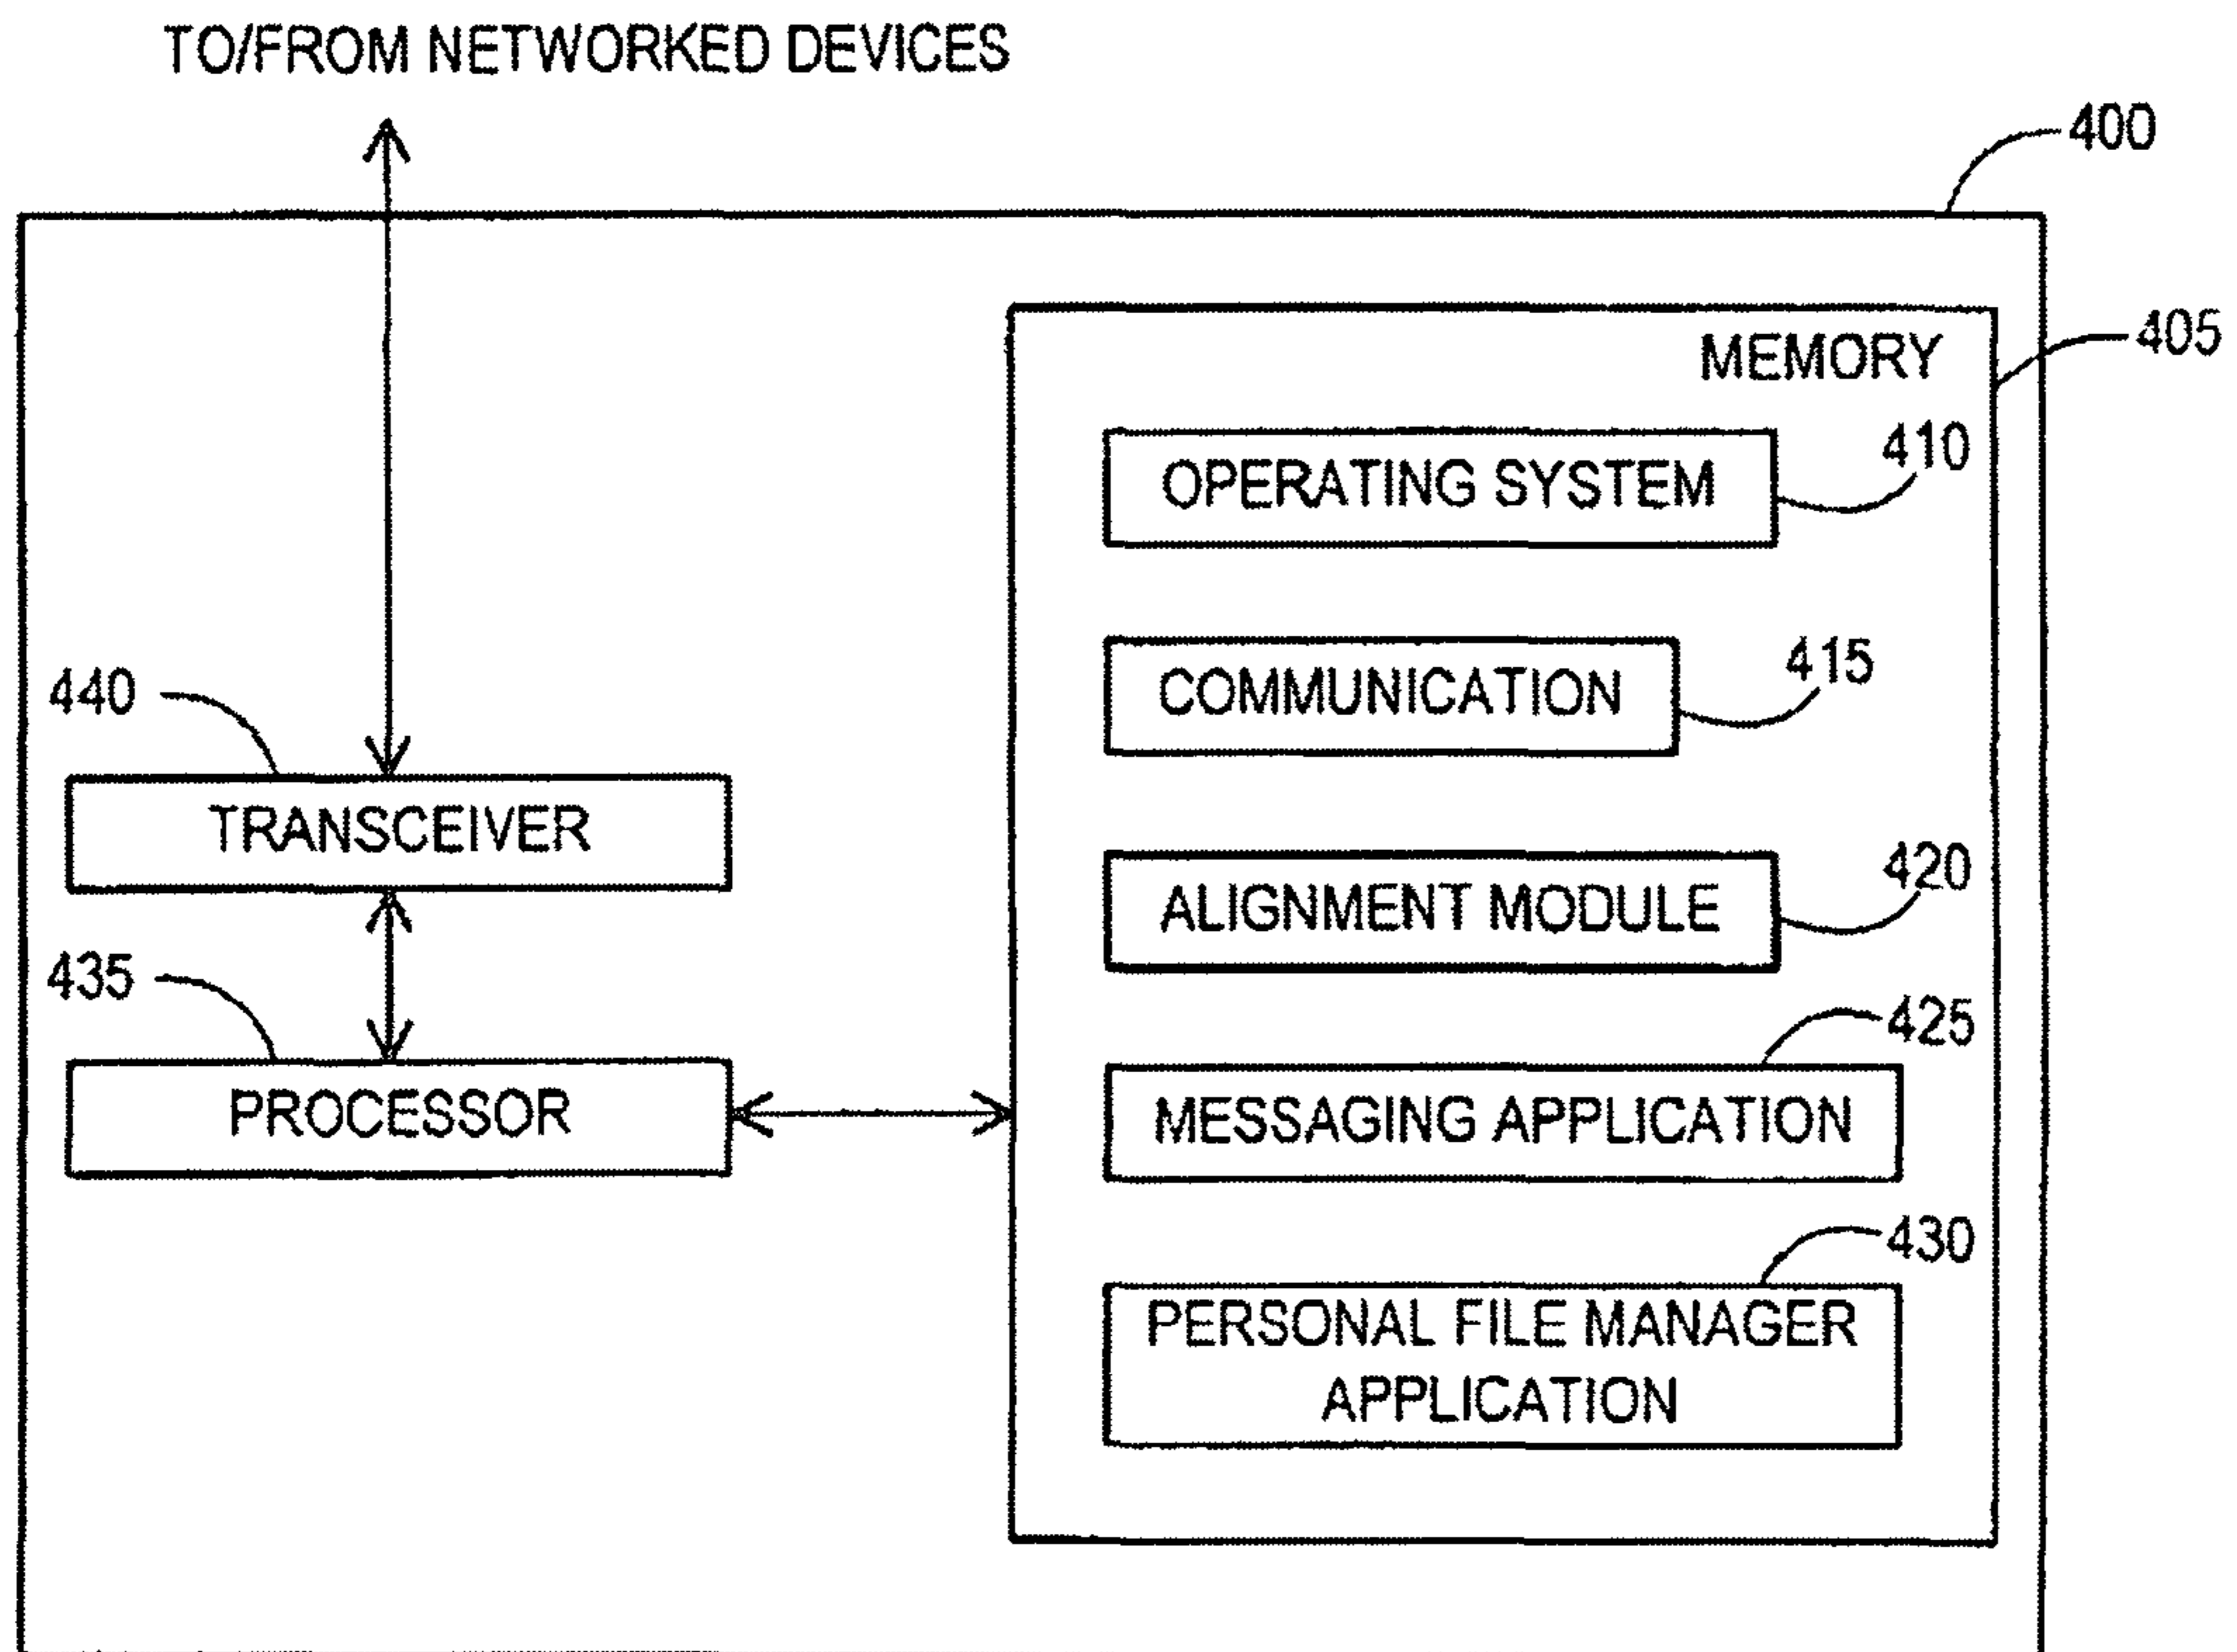 TO/FROM NETWORKED DEVICES
400
405
MEMORY
410
OPERATING SYSTEM
415
COMMUNICATION
440
TRANSCEIVER
420
ALIGNMENT MODULE
435
PROCESSOR
425
MESSAGING APPLICATION
430
PERSONAL FILE MANAGER
APPLICATION